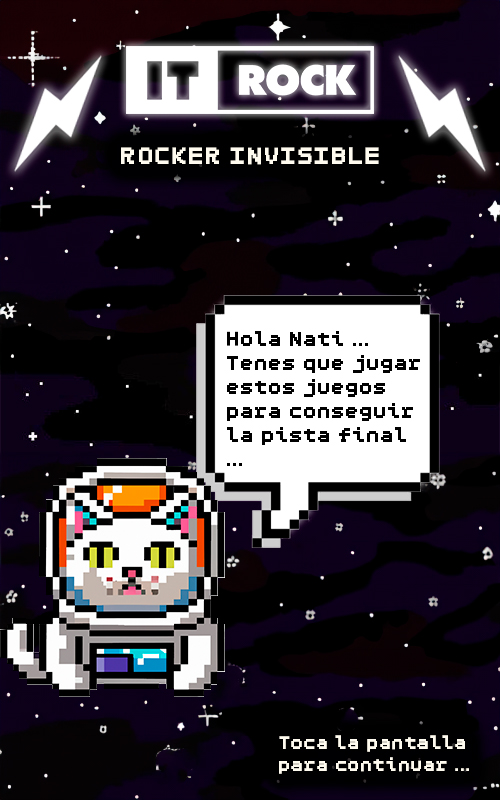 IT ROCK
ROCKER INVISIBLE
Hola Nati ...
Tenes que jugar
estos juegos
para conseguir
la pista final
...
Toca la pantalla
para continuar ...